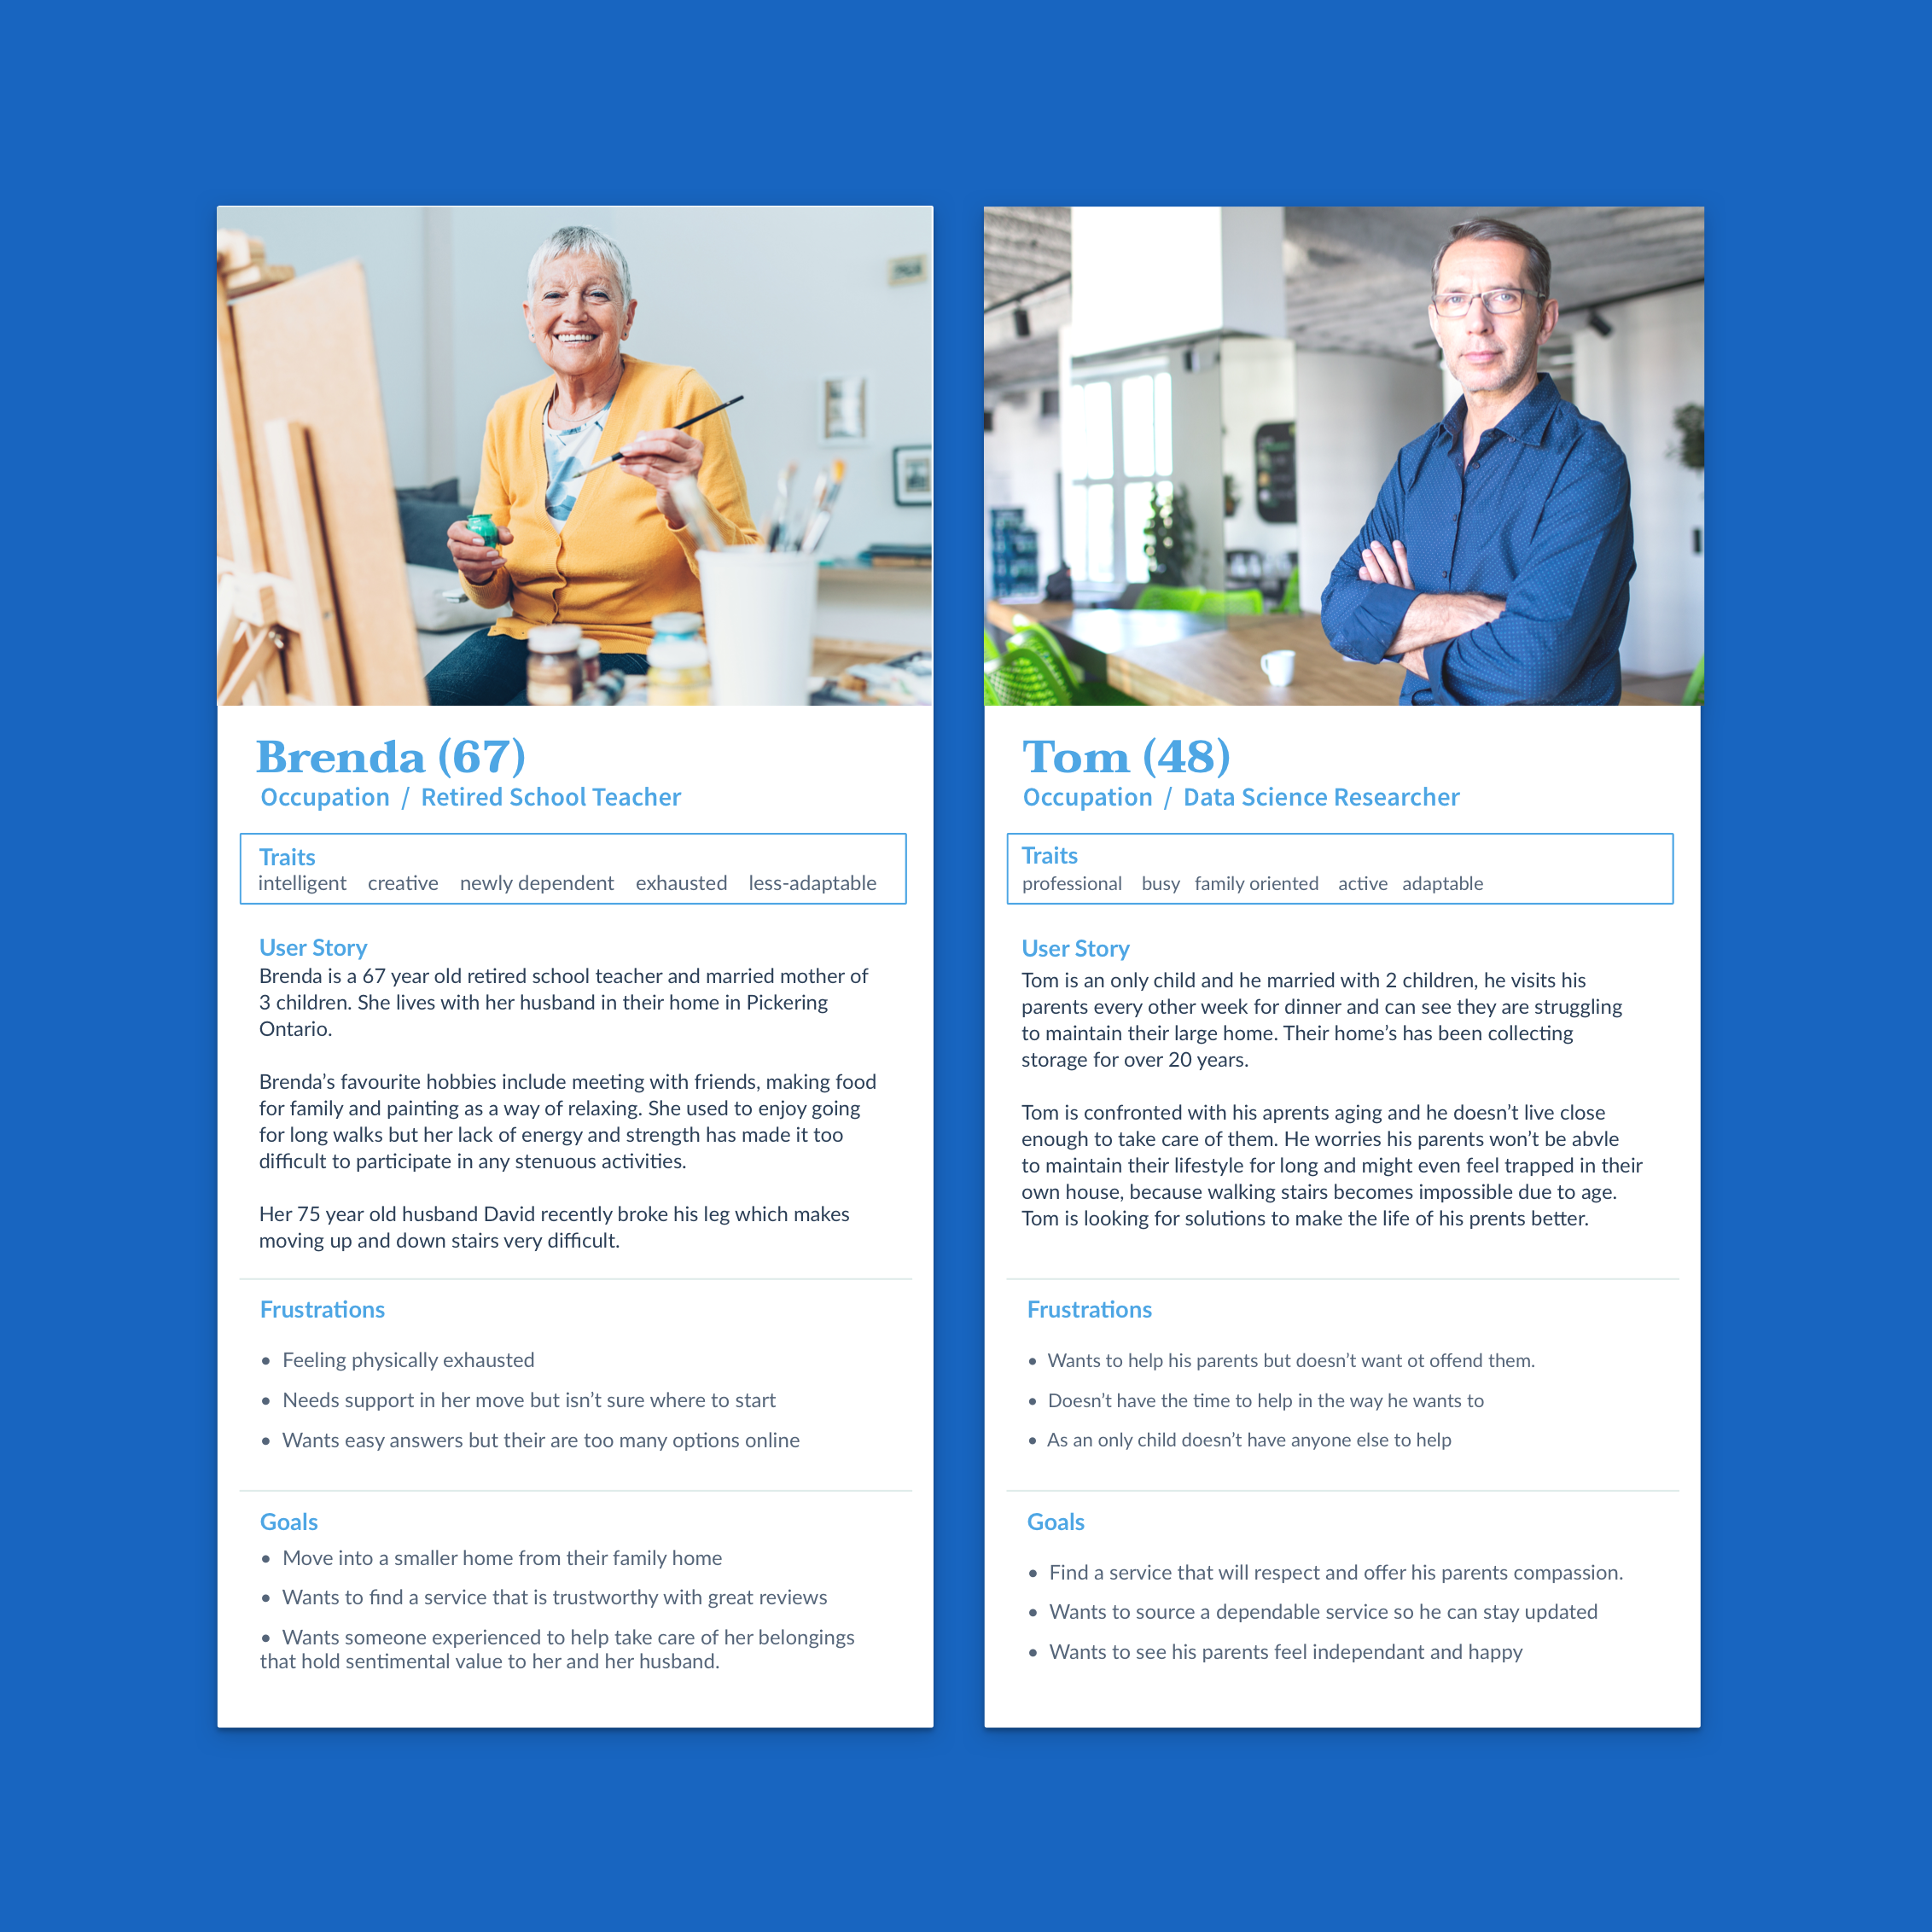 Brenda (67)
Occupation / Retired School Teacher
Traits
intelligent creative newly dependent exhausted less-adaptable
User Story
Brenda is a 67 year old retired school teacher and married mother of
3 children. She lives with her husband in their home in Pickering
Ontario.
Brenda’s favourite hobbies include meeting with friends, making food
for family and painting as a way of relaxing. She used to enjoy going
for long walks but her lack of energy and strength has made it too
difficult to participate in any stenuous activities.
Her 75 year old husband David recently broke his leg which makes
moving up and down stairs very difficult.
Frustrations
• Feeling physically exhausted
• Needs support in her move but isn’t sure where to start
• Wants easy answers but their are too many options online
Goals
• Move into a smaller home from their family home
• Wants to find a service that is trustworthy with great reviews
• Wants someone experienced to help take care of her belongings
that hold sentimental value to her and her husband.
Tom (48)
Occupation / Data Science Researcher
Traits
professional busy family oriented active adaptable
User Story
Tom is an only child and he married with 2 children, he visits his
parents every other week for dinner and can see they are struggling
to maintain their large home. Their home’s has been collecting
storage for over 20 years.
Tom is confronted with his aprents aging and he doesn’t live close
enough to take care of them. He worries his parents won’t be abvle
to maintain their lifestyle for long and might even feel trapped in their
own house, because walking stairs becomes impossible due to age.
Tom is looking for solutions to make the life of his prents better.
Frustrations
• Wants to help his parents but doesn’t want ot offend them.
• Doesn’t have the time to help in the way he wants to
• As an only child doesn’t have anyone else to help
Goals
• Find a service that will respect and offer his parents compassion.
• Wants to source a dependable service so he can stay updated
• Wants to see his parents feel independant and happy